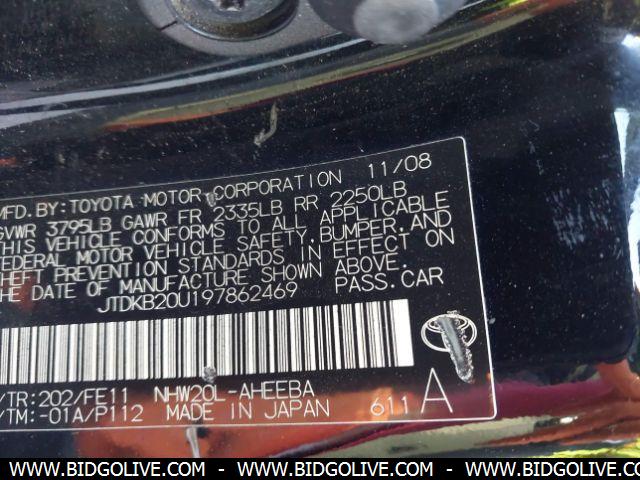 MFD. BY: TOYOTA MOTOR CORPORATION 11/08
GVWR 3795LB GAWR FR 2335LB RR 2250LB
THIS VEHICLE CONFORMS TO ALL APPLICABLE
FEDERAL MOTOR VEHICLE SAFETY, BUMPER, AND
THEFT PREVENTION STANDARDS IN EFFECT ON
THE DATE OF MANUFACTURE SHOWN ABOVE.
JTDKB20U197862469 PASS. CAR
/TR: 202/FE11 NHW20L-AHEEBA
/TM: -01A/P112 MADE IN JAPAN 611 A
WWW.BIDGOLIVE.COM - WWW.BIDGOLIVE.COM - WWW.BIDGOLIVE.COM